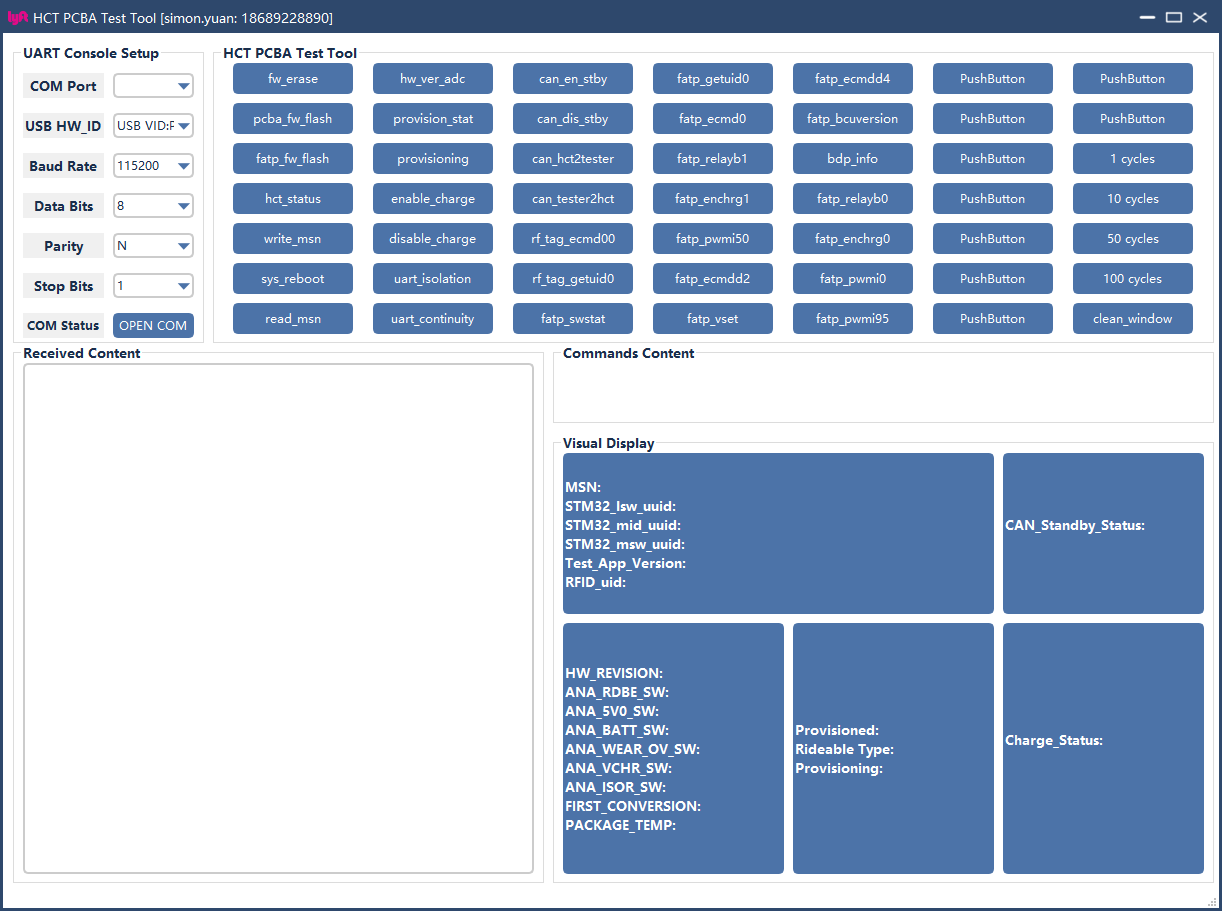 lyft HCT PCBA Test Tool [simon.yuan: 18689228890]
UART Console Setup
COM Port
USB HW_ID USB VID:P
Baud Rate 115200
Data Bits 8
Parity N
Stop Bits 1
COM Status OPEN COM
HCT PCBA Test Tool
fw_erase hw_ver_adc can_en_stby fatp_getuid0 fatp_ecmdd4 PushButton PushButton
pcba_fw_flash provision_stat can_dis_stby fatp_ecmd0 fatp_bcuversion PushButton PushButton
fatp_fw_flash provisioning can_hct2tester fatp_relayb1 bdp_info PushButton 1 cycles
hct_status enable_charge can_tester2hct fatp_enchrg1 fatp_relayb0 PushButton 10 cycles
write_msn disable_charge rf_tag_ecmd00 fatp_pwmi50 fatp_enchrg0 PushButton 50 cycles
sys_reboot uart_isolation rf_tag_getuid0 fatp_ecmdd2 fatp_pwmi0 PushButton 100 cycles
read_msn uart_continuity fatp_swstat fatp_vset fatp_pwmi95 PushButton clean_window
Received Content
Commands Content
Visual Display
MSN:
STM32_lsw_uuid:
STM32_mid_uuid:
STM32_msw_uuid:
Test_App_Version:
RFID_uid:
CAN_Standby_Status:
HW_REVISION:
ANA_RDBE_SW:
ANA_5V0_SW:
ANA_BATT_SW:
ANA_WEAR_OV_SW:
ANA_VCHR_SW:
ANA_ISOR_SW:
FIRST_CONVERSION:
PACKAGE_TEMP:
Provisioned:
Rideable Type:
Provisioning:
Charge_Status: